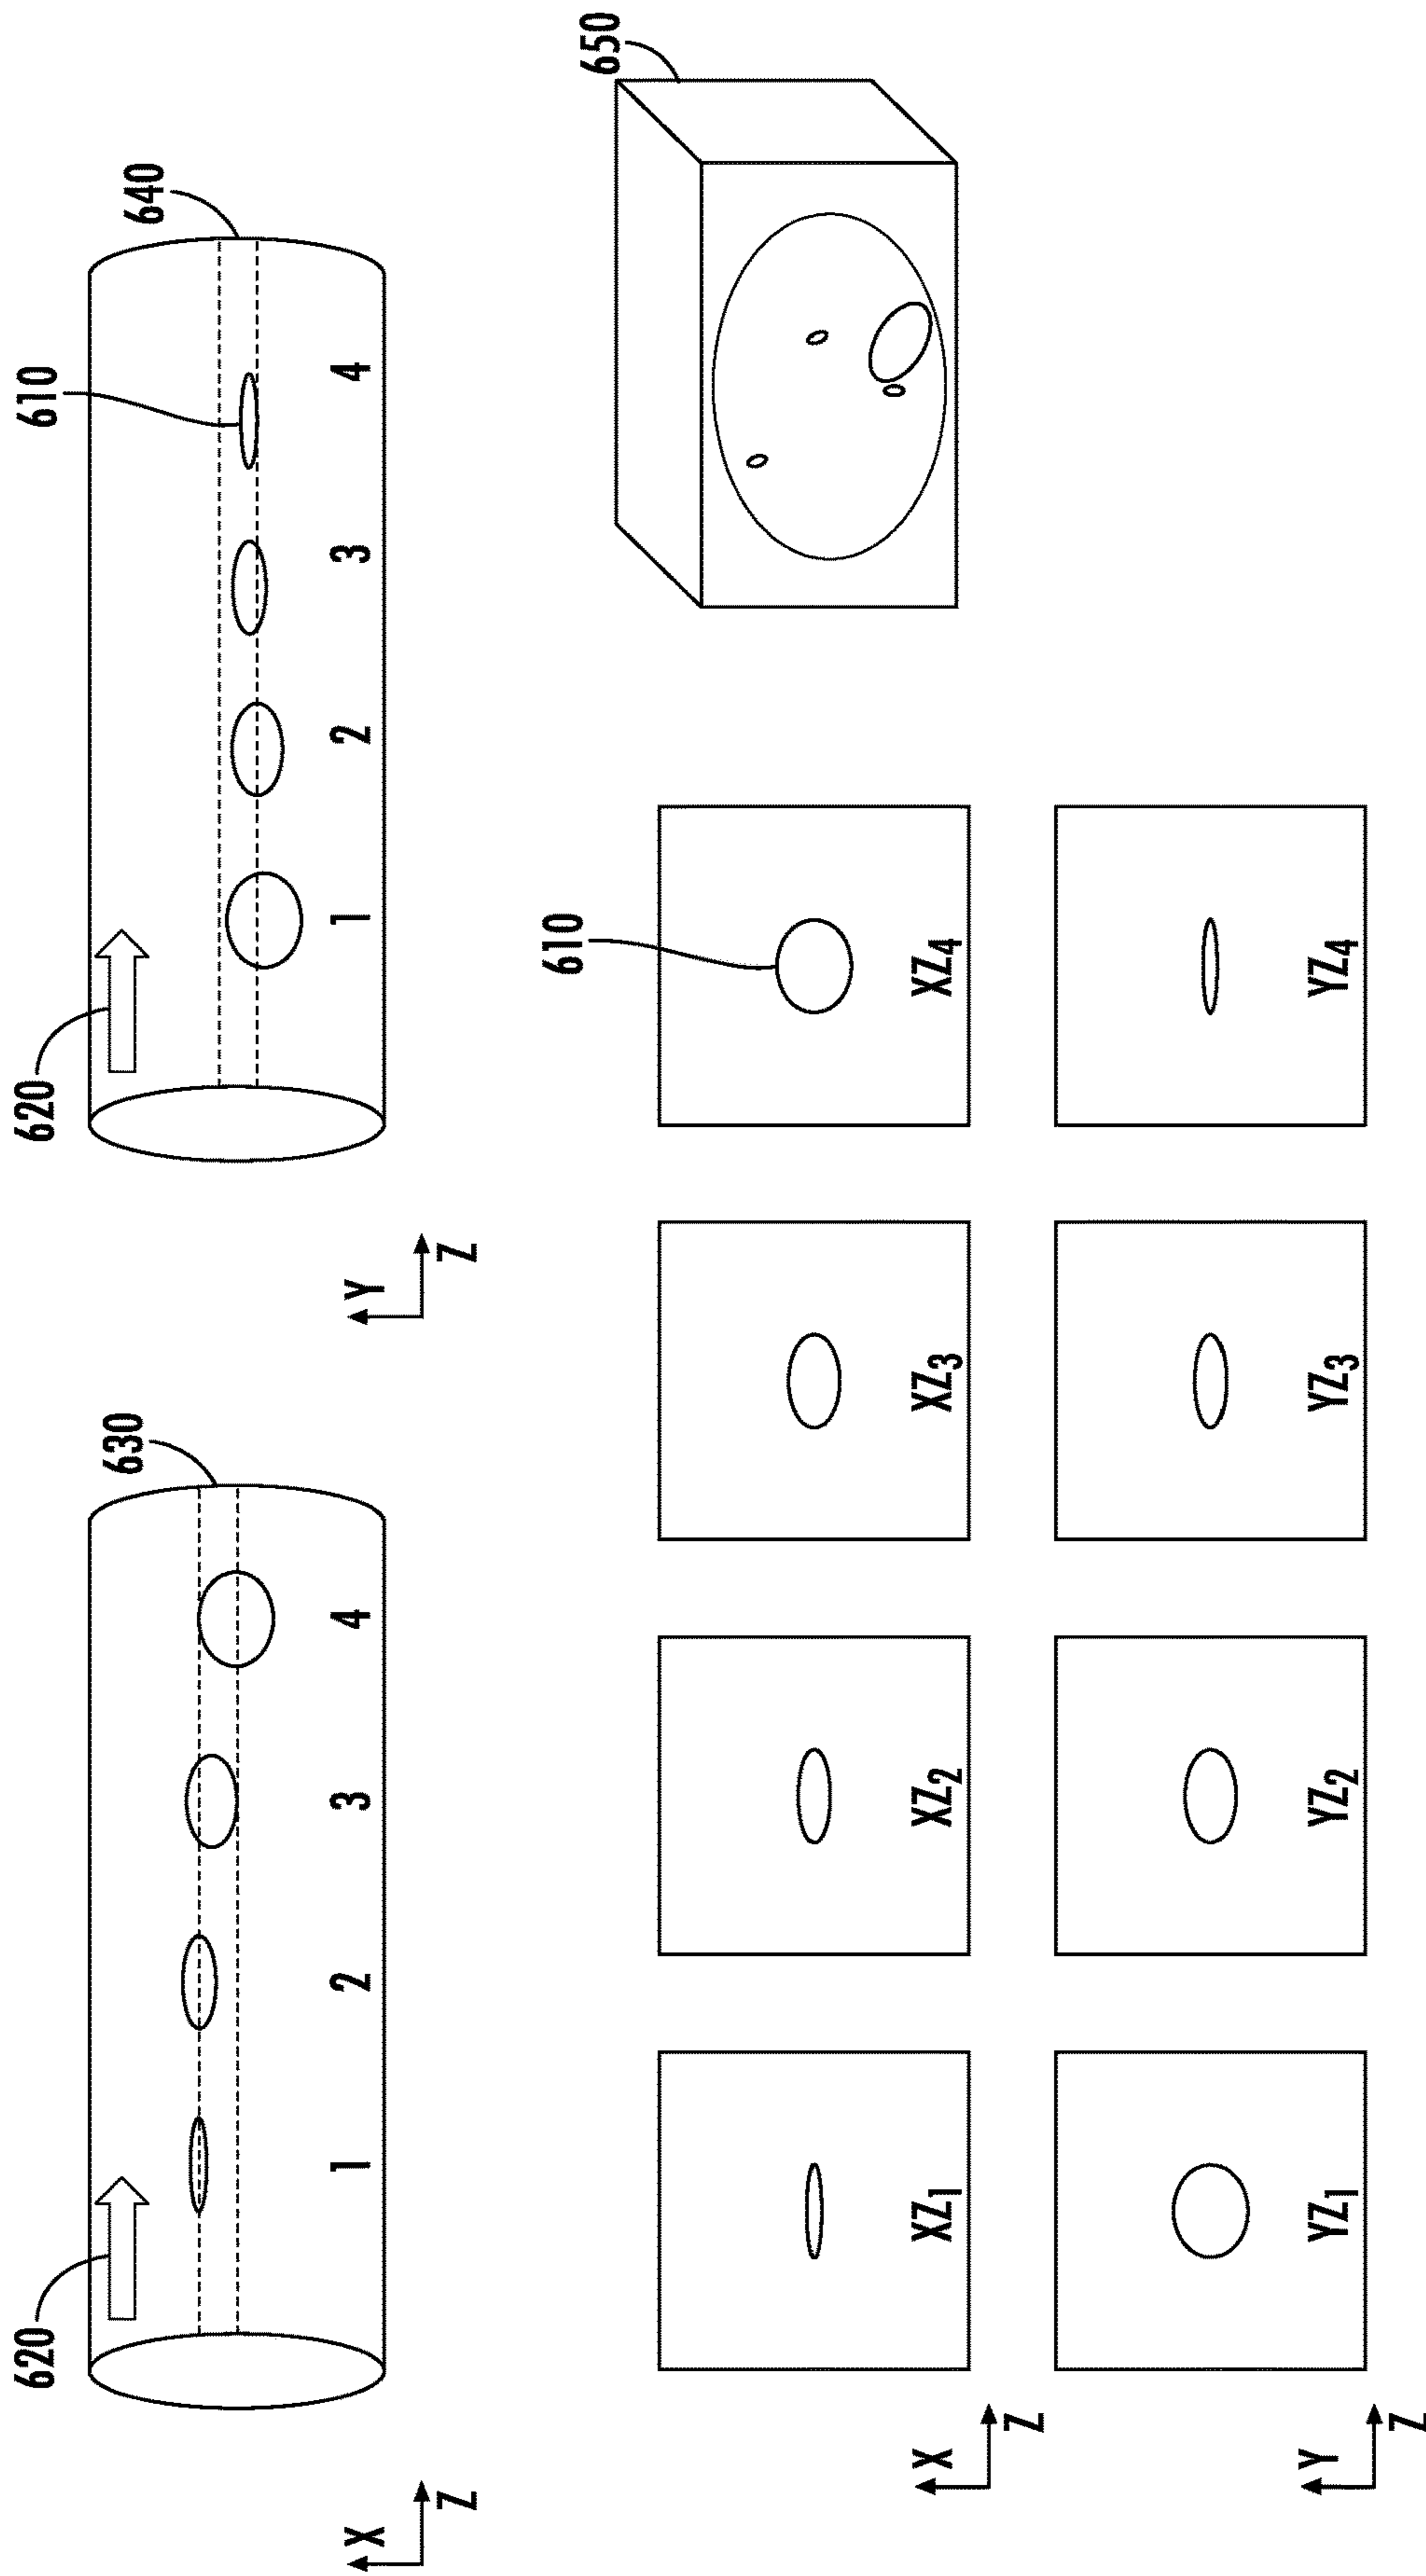 620
630
1 2 3 4
X
Z
620
610
640
1 2 3 4
Y
Z
610
650
XZ₁ XZ₂ XZ₃ XZ₄
X
Z
YZ₁ YZ₂ YZ₃ YZ₄
Y
Z